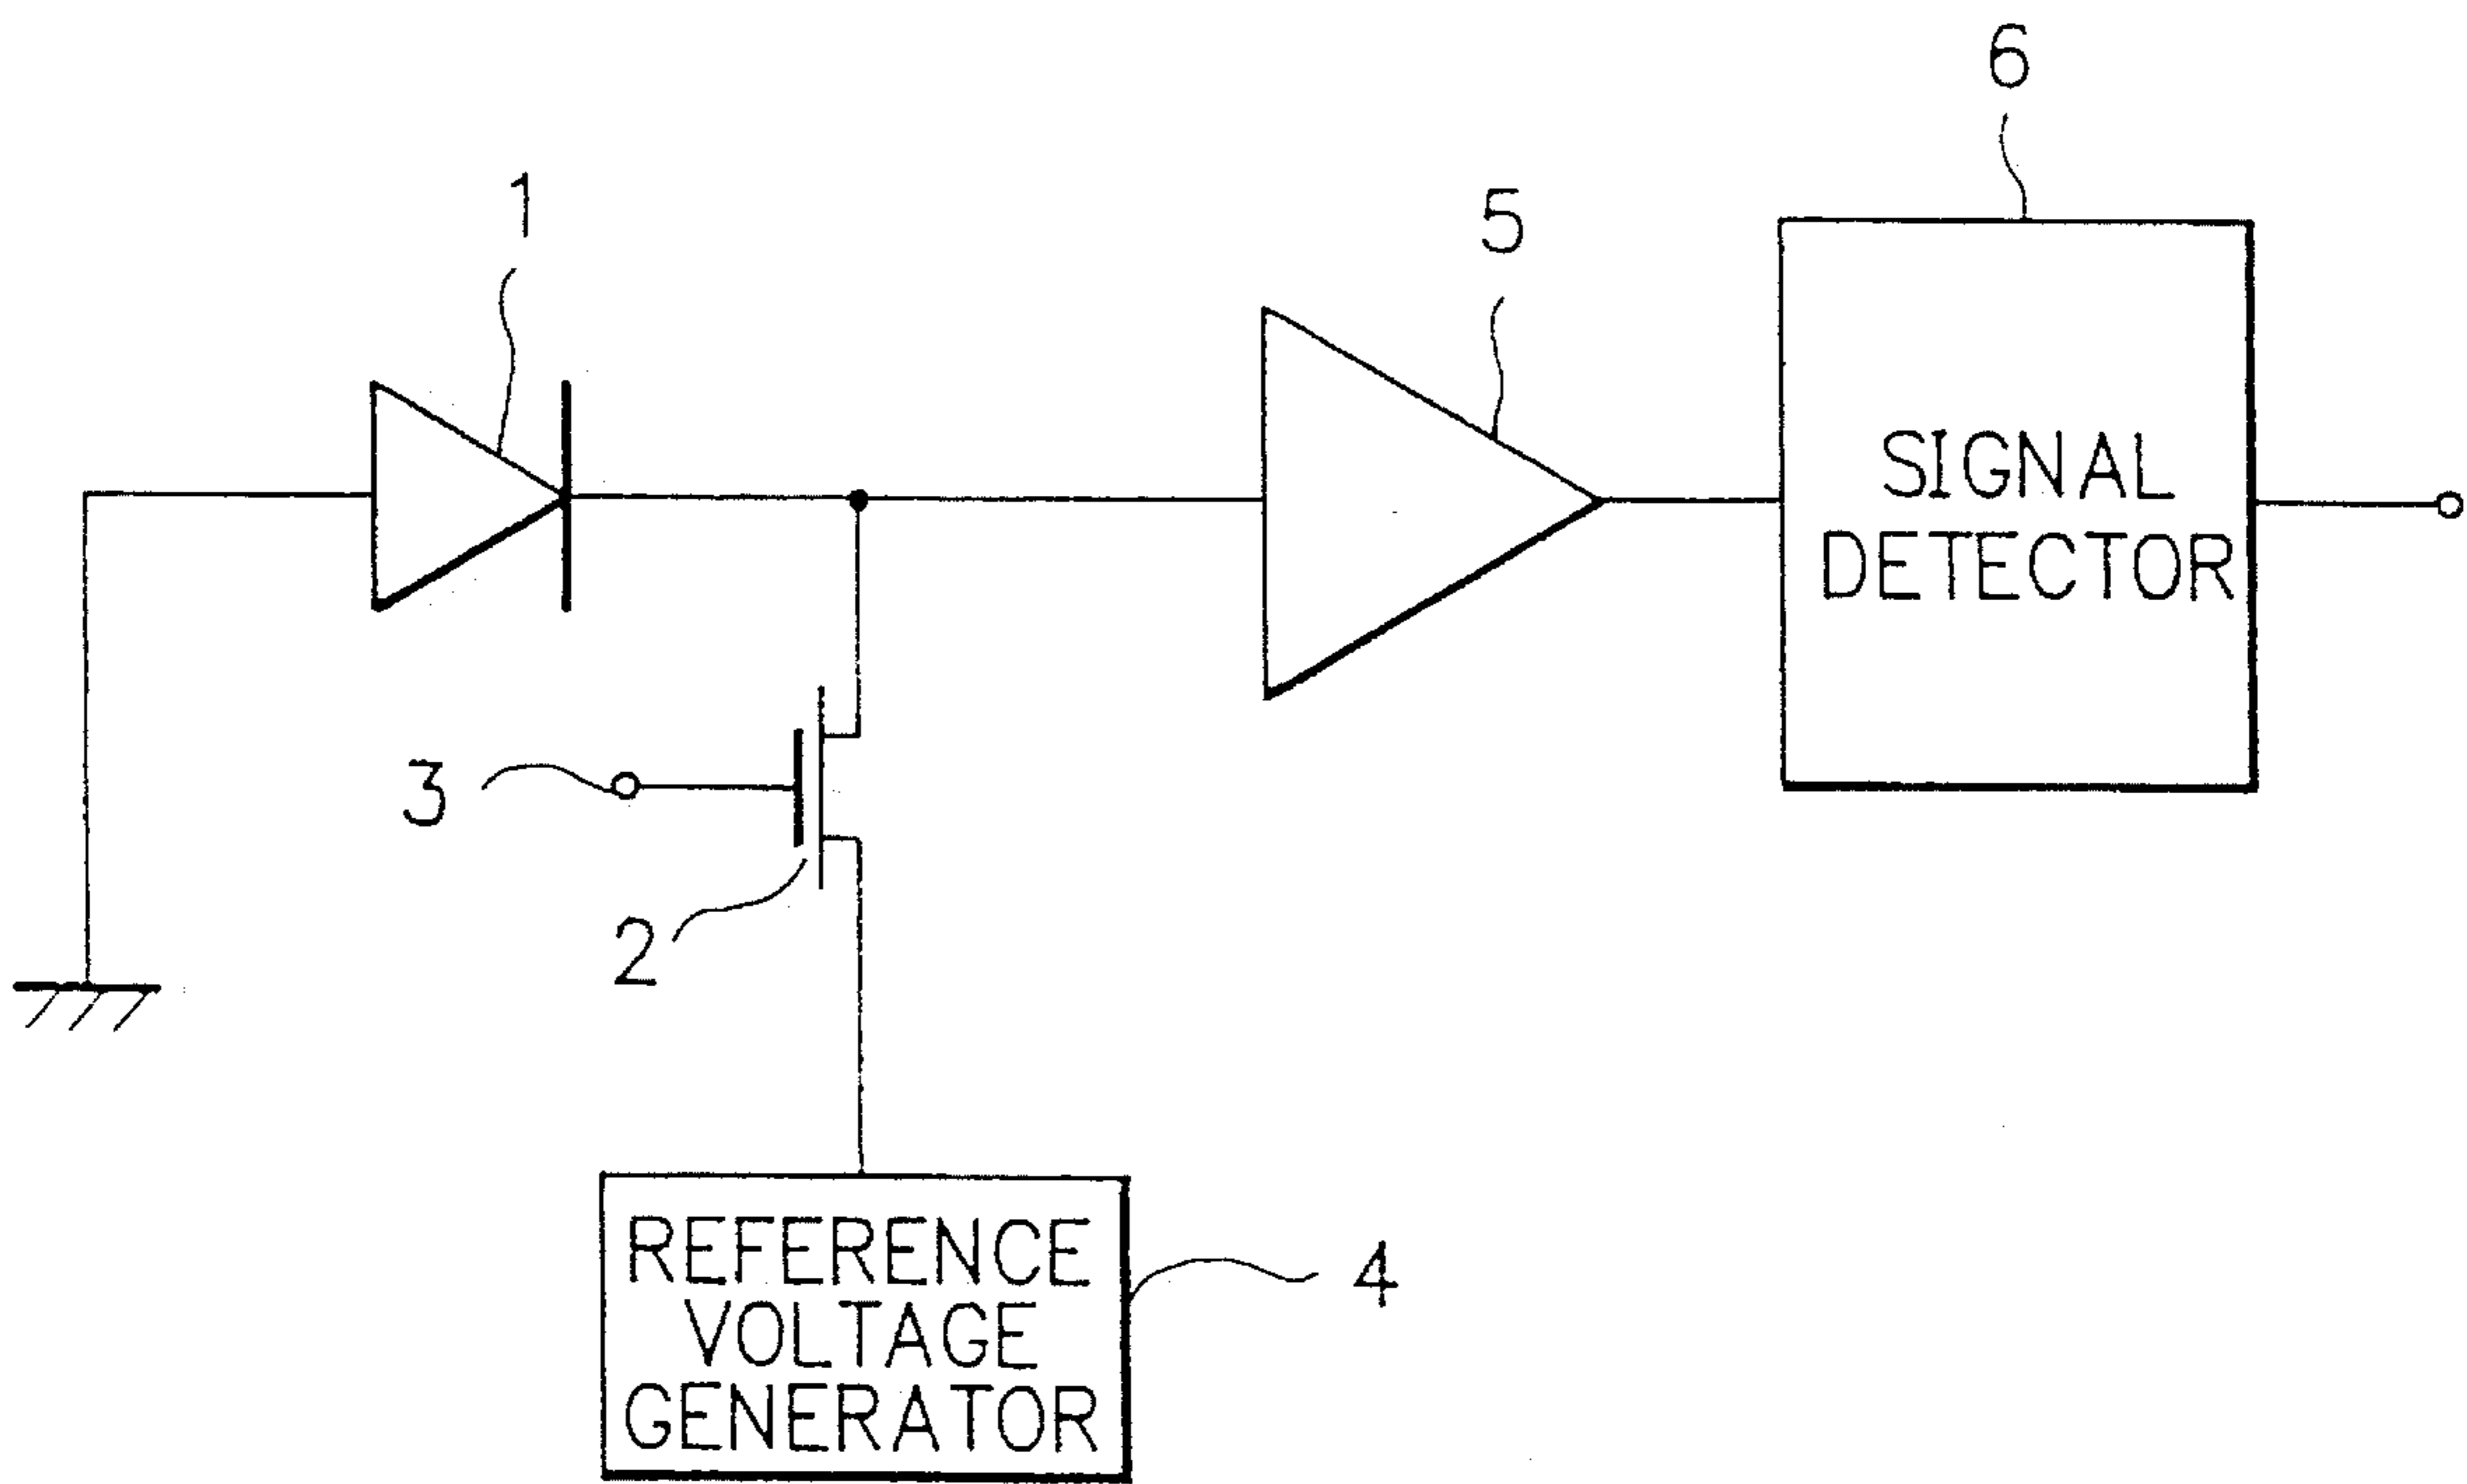 6
1
5
SIGNAL
DETECTOR
3
2
REFERENCE
VOLTAGE
GENERATOR
4